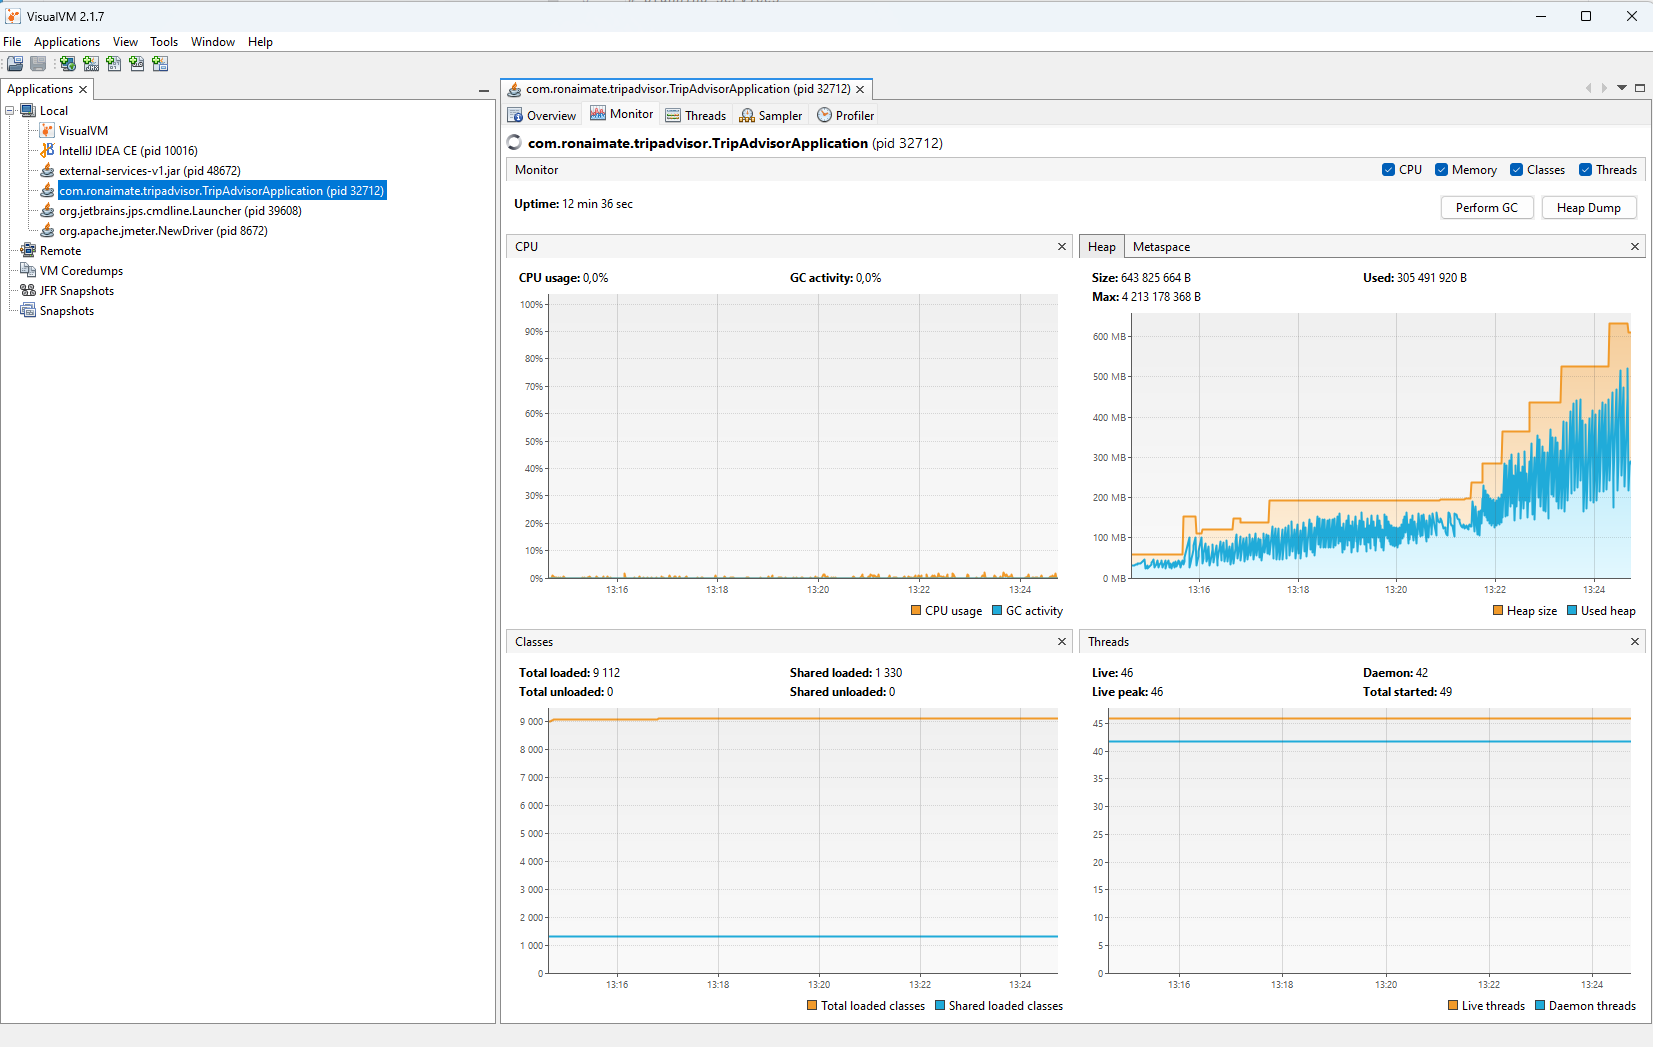 VisualVM 2.1.7
File Applications View Tools Window Help
Applications
Local
VisualVM
IntelliJ IDEA CE (pid 10016)
external-services-v1.jar (pid 48672)
com.ronaimate.tripadvisor.TripAdvisorApplication (pid 32712)
org.jetbrains.jps.cmdline.Launcher (pid 39608)
org.apache.jmeter.NewDriver (pid 8672)
Remote
VM Coredumps
JFR Snapshots
Snapshots
com.ronaimate.tripadvisor.TripAdvisorApplication (pid 32712)
Overview Monitor Threads Sampler Profiler
com.ronaimate.tripadvisor.TripAdvisorApplication (pid 32712)
Monitor CPU Memory Classes Threads
Uptime: 12 min 36 sec
Perform GC Heap Dump
CPU
CPU usage: 0,0% GC activity: 0,0%
100%
90%
80%
70%
60%
50%
40%
30%
20%
10%
0%
13:16 13:18 13:20 13:22 13:24
CPU usage GC activity
Heap Metaspace
Size: 643 825 664 B Used: 305 491 920 B
Max: 4 213 178 368 B
600 MB
500 MB
400 MB
300 MB
200 MB
100 MB
0 MB
13:16 13:18 13:20 13:22 13:24
Heap size Used heap
Classes
Total loaded: 9 112 Shared loaded: 1 330
Total unloaded: 0 Shared unloaded: 0
9 000
8 000
7 000
6 000
5 000
4 000
3 000
2 000
1 000
0
13:16 13:18 13:20 13:22 13:24
Total loaded classes Shared loaded classes
Threads
Live: 46 Daemon: 42
Live peak: 46 Total started: 49
45
40
35
30
25
20
15
10
5
0
13:16 13:18 13:20 13:22 13:24
Live threads Daemon threads